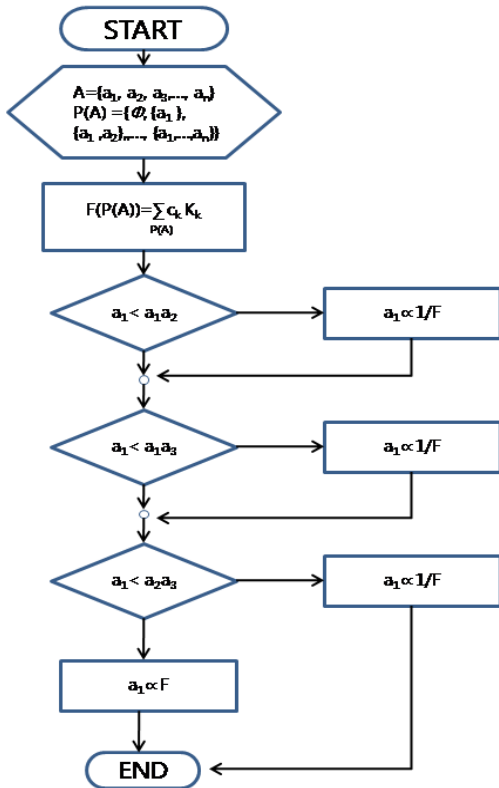 START
A={a₁, a₂, a₃,..., aₙ}
P(A) ={Φ, {a₁ },
{a₁ ,a₂},..., {a₁,...,aₙ}}
F(P(A))=∑ cₖ Kₖ
P(A)
a₁ < a₁a₂
a₁∝1/F
a₁ < a₁a₃
a₁∝1/F
a₁ < a₂a₃
a₁∝1/F
a₁∝F
END